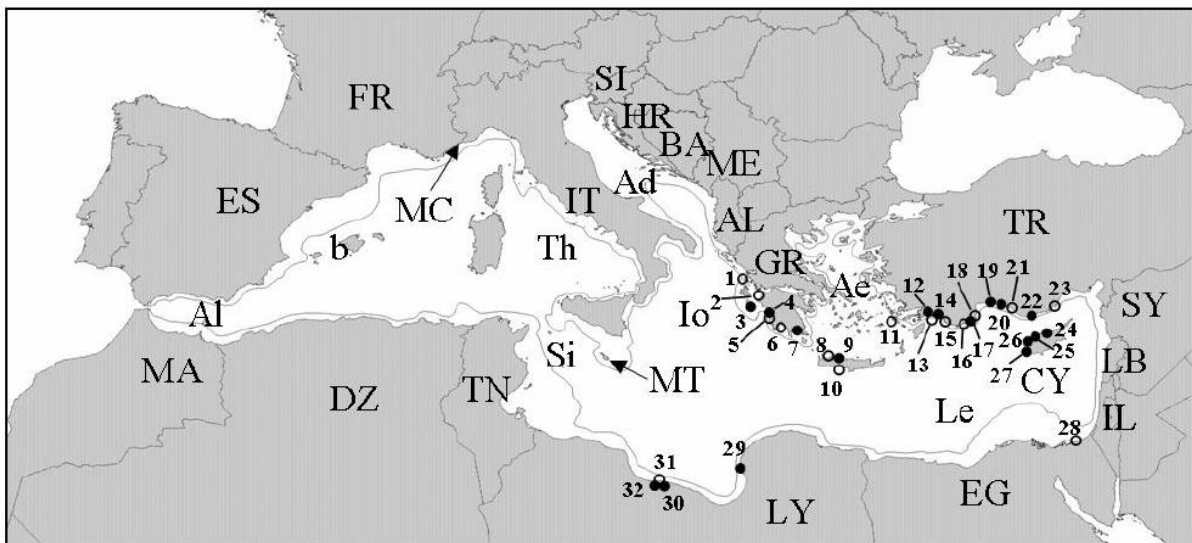 SI
FR
HR
BA
ME
ES
MC
IT
Ad
AL
TR
b
Th
GR
Ae
18
19
21
1
12
14
23
2
4
Al
Io
3
20
22
SY
5
6
7
11
13
15
16
17
26
24
25
8
9
27
LB
MA
Si
10
CY
DZ
TN
MT
Le
IL
28
29
31
32
30
LY
EG